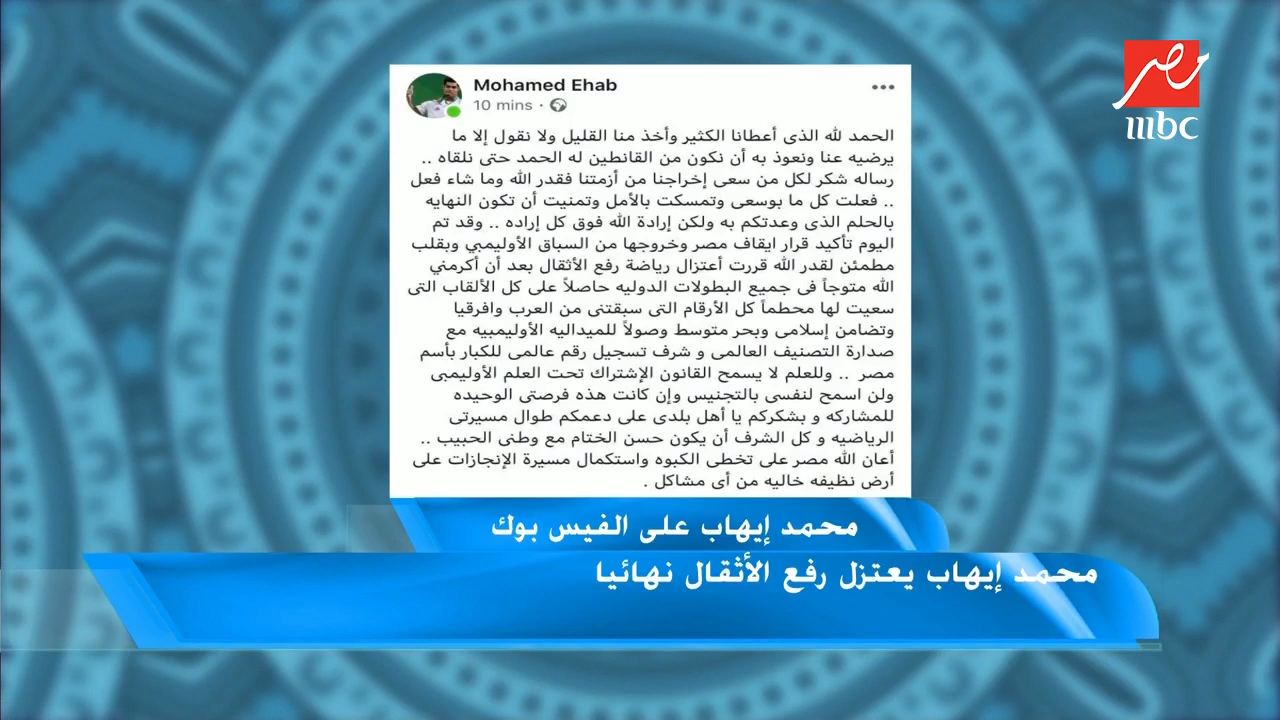 مصر
mbc
Mohamed Ehab
10 mins ·
الحمد لله الذى أعطانا الكثير وأخذ منا القليل ولا نقول إلا ما
يرضيه عنا ونعوذ به أن نكون من القانطين له الحمد حتى نلقاه ..
رساله شكر لكل من سعى إخراجنا من أزمتنا فقدر الله وما شاء فعل
.. فعلت كل ما بوسعى وتمسكت بالأمل وتمنيت أن تكون النهايه
بالحلم الذى وعدتكم به ولكن إرادة الله فوق كل إراده .. وقد تم
اليوم تأكيد قرار ايقاف مصر وخروجها من السباق الأوليمبي وبقلب
مطمئن لقدر الله قررت أعتزال رياضة رفع الأثقال بعد أن أكرمني
الله متوجاً فى جميع البطولات الدوليه حاصلاً على كل الألقاب التى
سعيت لها محطماً كل الأرقام التى سبقتنى من العرب وافرقيا
وتضامن إسلامى وبحر متوسط وصولاً للميداليه الأوليمبيه مع
صدارة التصنيف العالمى و شرف تسجيل رقم عالمى للكبار بأسم
مصر .. وللعلم لا يسمح القانون الإشتراك تحت العلم الأوليمبى
ولن اسمح لنفسى بالتجنيس وإن كانت هذه فرصتى الوحيده
للمشاركه و بشكركم يا أهل بلدى على دعمكم طوال مسيرتى
الرياضيه و كل الشرف أن يكون حسن الختام مع وطنى الحبيب ..
أعان الله مصر على تخطى الكبوه واستكمال مسيرة الإنجازات على
أرض نظيفه خاليه من أى مشاكل .
محمد إيهاب على الفيس بوك
محمد إيهاب يعتزل رفع الأثقال نهائيا